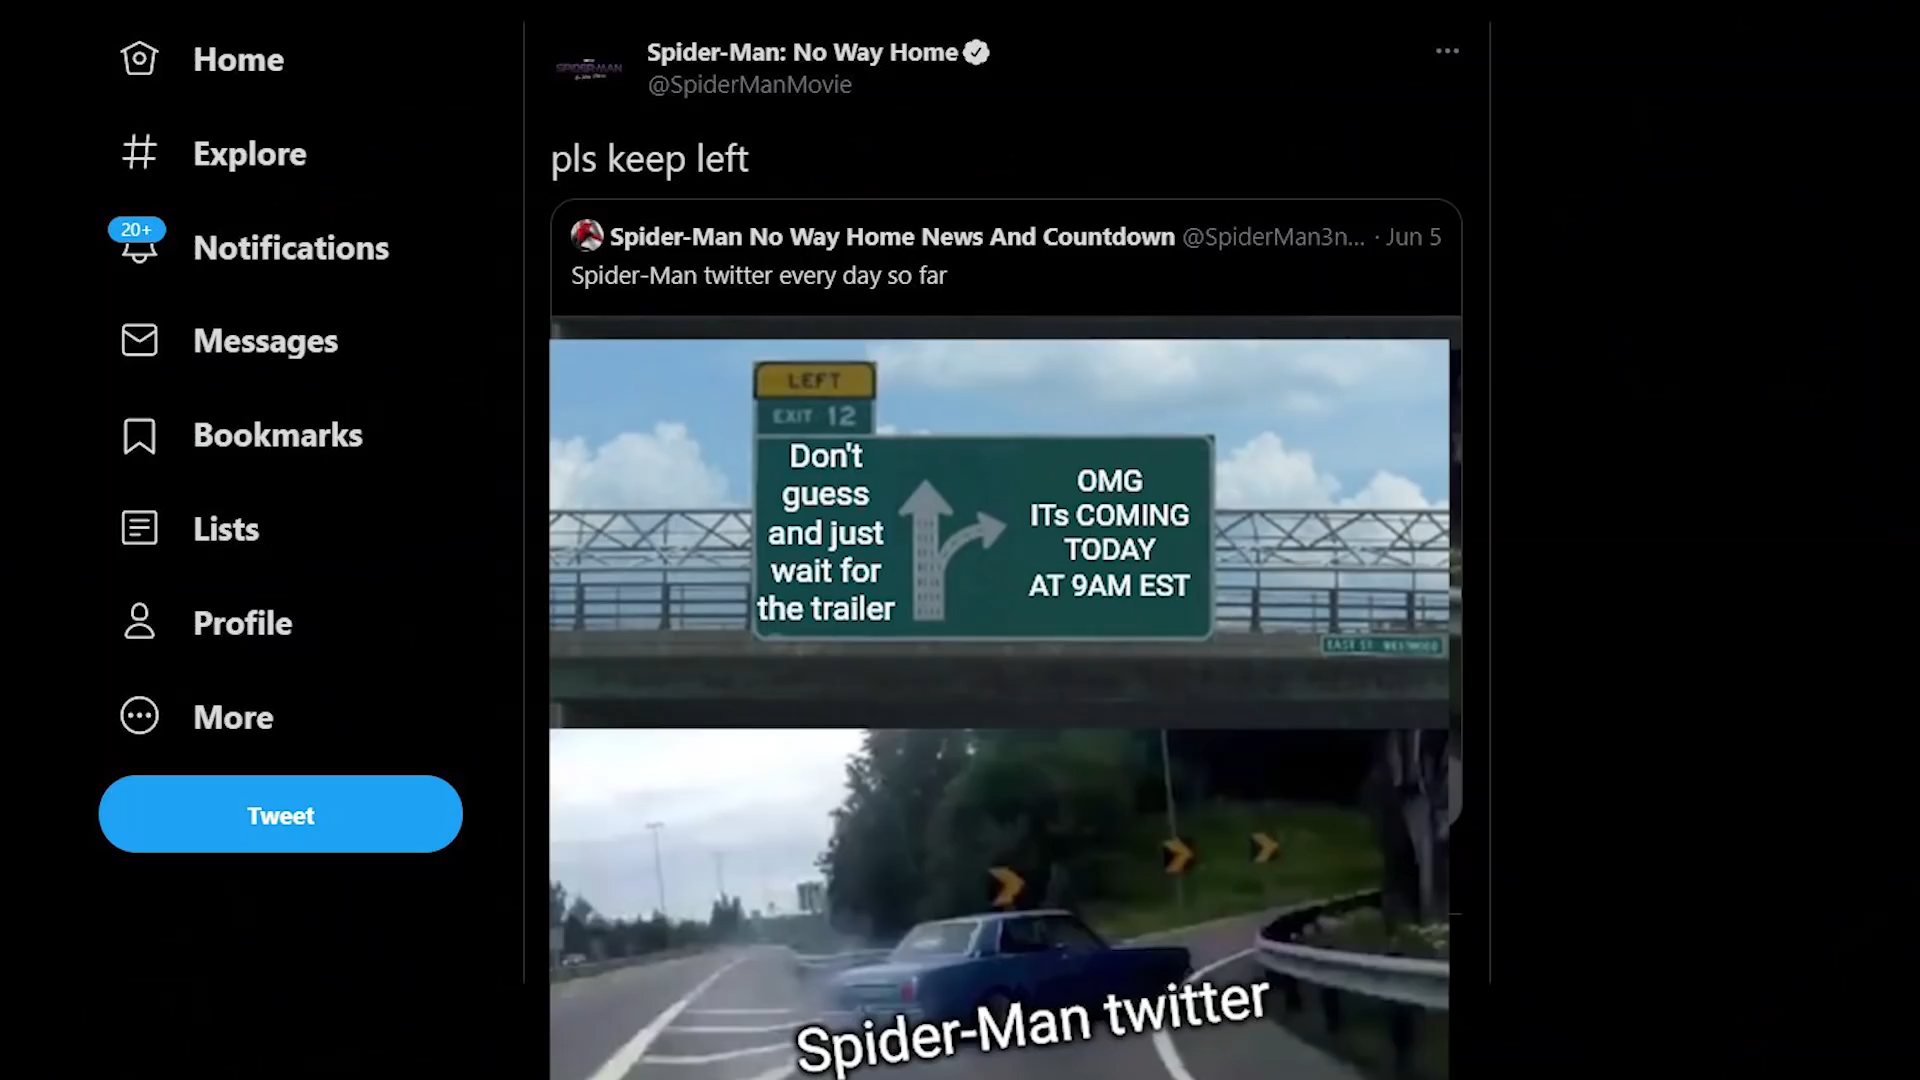 Home
Explore
20+
Notifications
Messages
Bookmarks
Lists
Profile
More
Tweet
Spider-Man: No Way Home
@SpiderManMovie
pls keep left
Spider-Man No Way Home News And Countdown @SpiderMan3n... · Jun 5
Spider-Man twitter every day so far
LEFT
EXIT 12
Don't
guess
and just
wait for
the trailer
OMG
ITs COMING
TODAY
AT 9AM EST
EAST ST WESTWOOD
Spider-Man twitter